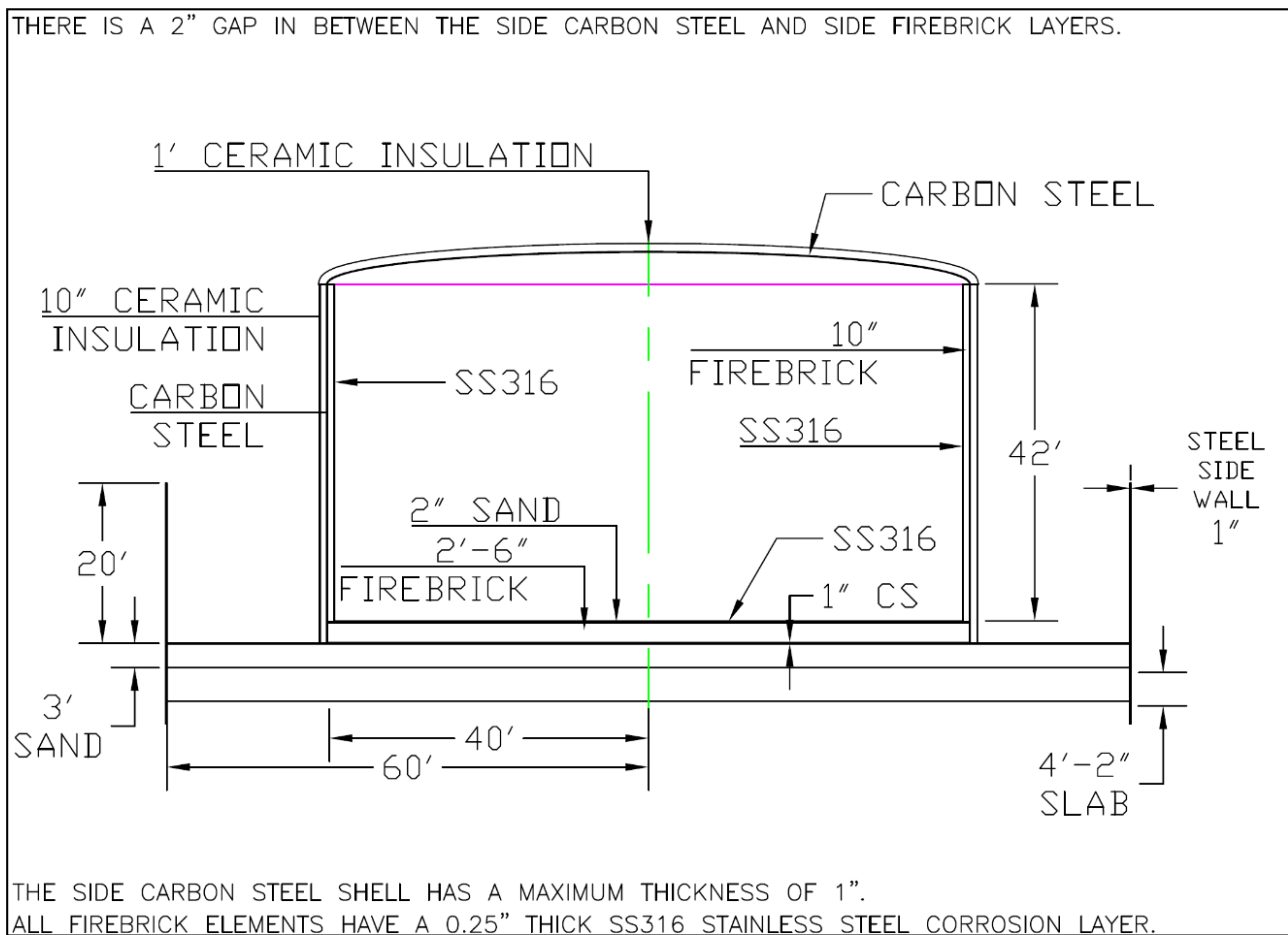 THERE IS A 2" GAP IN BETWEEN THE SIDE CARBON STEEL AND SIDE FIREBRICK LAYERS.
1' CERAMIC INSULATION
CARBON STEEL
10" CERAMIC
INSULATION
10"
FIREBRICK
SS316
CARBON
STEEL
SS316
42'
STEEL
SIDE
WALL
1"
2" SAND
SS316
2'-6"
FIREBRICK
20'
1" CS
3'
SAND
40'
60'
4'-2"
SLAB
THE SIDE CARBON STEEL SHELL HAS A MAXIMUM THICKNESS OF 1".
ALL FIREBRICK ELEMENTS HAVE A 0.25" THICK SS316 STAINLESS STEEL CORROSION LAYER.